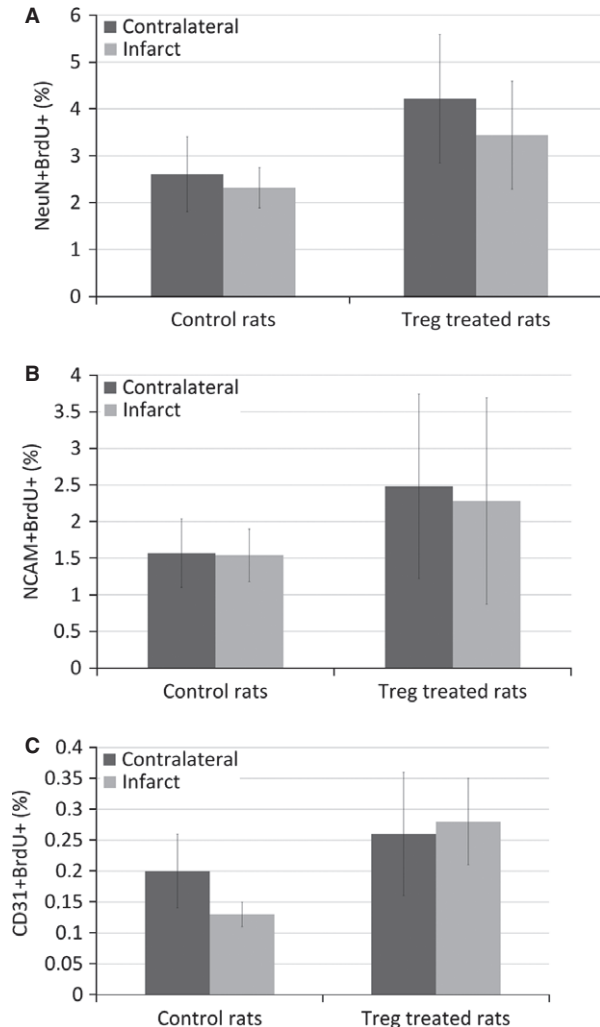 A
6
Contralateral
Infarct
5
4
3
2
1
0
NeuN+BrdU+ (%)
Control rats
Treg treated rats
B
4
Contralateral
3.5
Infarct
3
2.5
2
1.5
1
0.5
0
NCAM+BrdU+ (%)
Control rats
Treg treated rats
C
0.4
Contralateral
0.35
Infarct
0.3
0.25
0.2
0.15
0.1
0.05
0
CD31+BrdU+ (%)
Control rats
Treg treated rats